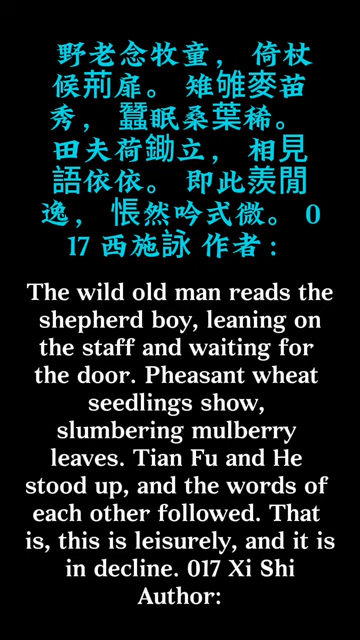 野老念牧童， 倚杖
候荊扉。 雉雊麥苗
秀， 蠶眠桑葉稀。
田夫荷鋤立， 相見
語依依。 即此羨閒
逸， 悵然吟式微。 0
17 西施詠 作者：
The wild old man reads the
shepherd boy, leaning on
the staff and waiting for
the door. Pheasant wheat
seedlings show,
slumbering mulberry
leaves. Tian Fu and He
stood up, and the words of
each other followed. That
is, this is leisurely, and it is
in decline. 017 Xi Shi
Author: